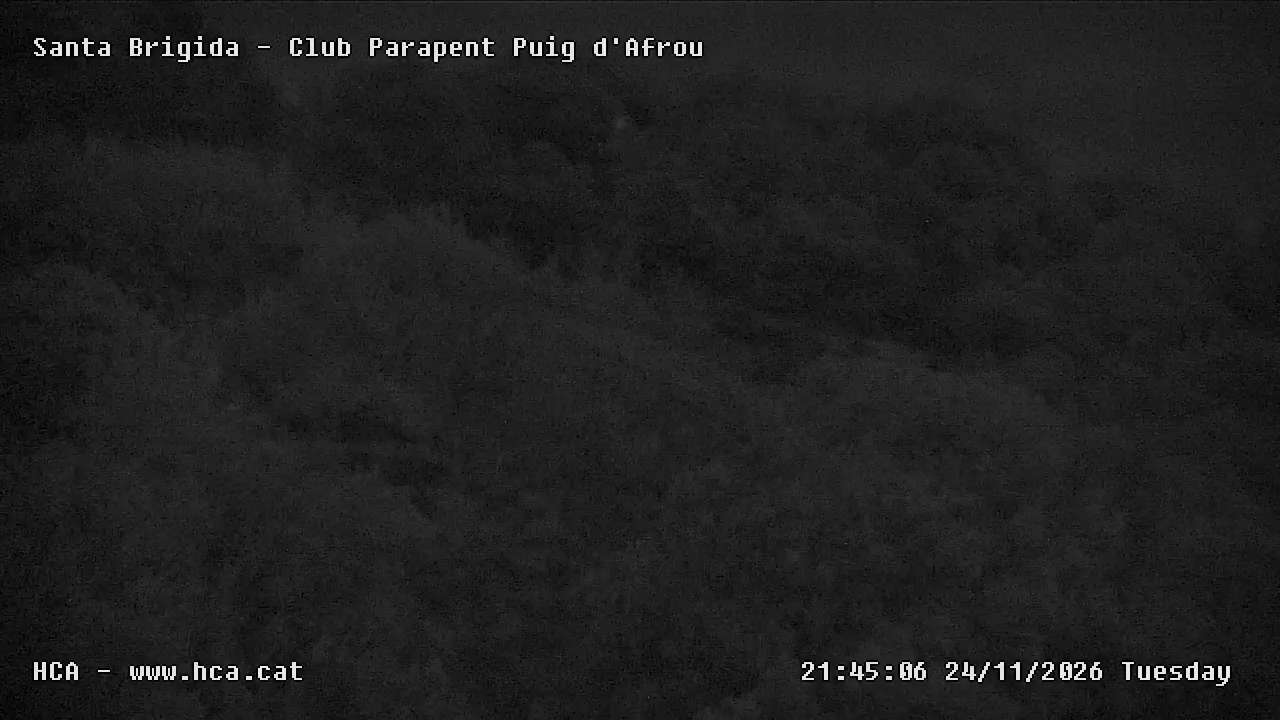 Santa Brigida - Club Parapent Puig d'Afrou
HCA - www.hca.cat
21:45:06 24/11/2026 Tuesday